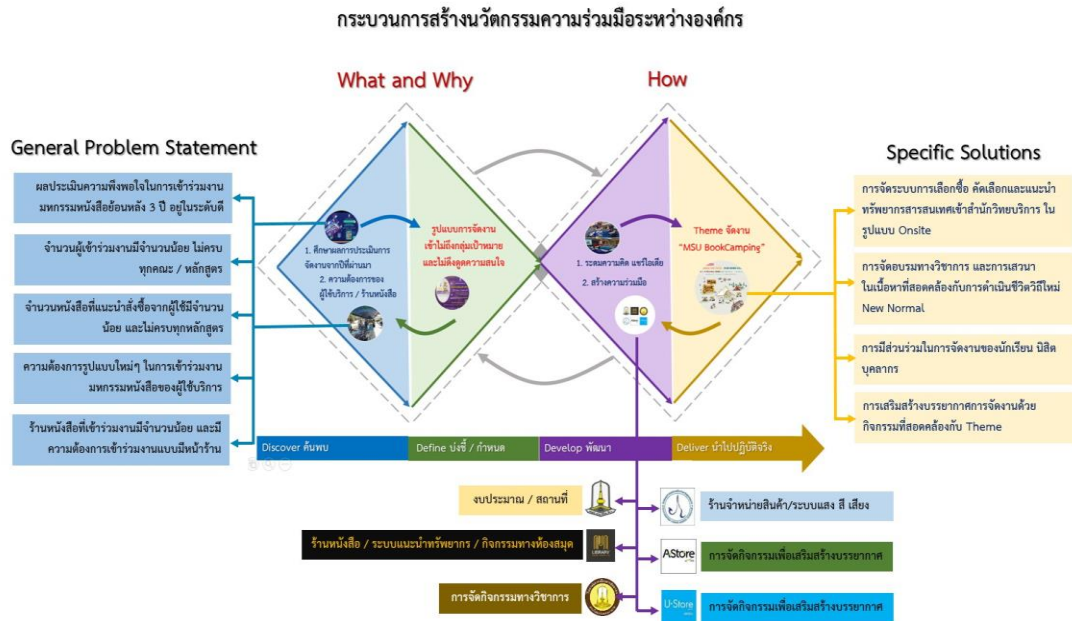 กระบวนการสร้างนวัตกรรมความร่วมมือระหว่างองค์กร
What and Why
How
General Problem Statement
ผลประเมินความพึงพอใจในการเข้าร่วมงาน
มหกรรมหนังสือย้อนหลัง 3 ปี อยู่ในระดับดี
จำนวนผู้เข้าร่วมงานมีจำนวนน้อย ไม่ครบ
ทุกคณะ / หลักสูตร
จำนวนหนังสือที่แนะนำสั่งซื้อจากผู้ใช้มีจำนวน
น้อย และไม่ครบทุกหลักสูตร
ความต้องการรูปแบบใหม่ๆ ในการเข้าร่วมงาน
มหกรรมหนังสือของผู้ใช้บริการ
ร้านหนังสือที่เข้าร่วมงานมีจำนวนน้อย และมี
ความต้องการเข้าร่วมงานแบบมีหน้าร้าน
1. ศึกษาผลการประเมินการ
จัดงานจากปีที่ผ่านมา
2. ความต้องการของ
ผู้ใช้บริการ / ร้านหนังสือ
รูปแบบการจัดงาน
เข้าไม่ถึงกลุ่มเป้าหมาย
และไม่ดึงดูดความสนใจ
1. ระดมความคิด แชร์ไอเดีย
2. สร้างความร่วมมือ
Theme จัดงาน
"MSU BookCamping"
Specific Solutions
การจัดระบบการเลือกซื้อ คัดเลือกและแนะนำ
ทรัพยากรสารสนเทศเข้าสำนักวิทยบริการ ใน
รูปแบบ Onsite
การจัดอบรมทางวิชาการ และการเสวนา
ในเนื้อหาที่สอดคล้องกับการดำเนินชีวิตวิถีใหม่
New Normal
การมีส่วนร่วมในการจัดงานของนักเรียน นิสิต
บุคลากร
การเสริมสร้างบรรยากาศการจัดงานด้วย
กิจกรรมที่สอดคล้องกับ Theme
Discover ค้นพบ
Define บ่งชี้ / กำหนด
Develop พัฒนา
Deliver นำไปปฏิบัติจริง
งบประมาณ / สถานที่
ร้านจำหน่ายสินค้า/ระบบแสง สี เสียง
ร้านหนังสือ / ระบบแนะนำทรัพยากร / กิจกรรมทางห้องสมุด
LIBRARY
AStore
การจัดกิจกรรมเพื่อเสริมสร้างบรรยากาศ
การจัดกิจกรรมทางวิชาการ
U-Store
การจัดกิจกรรมเพื่อเสริมสร้างบรรยากาศ